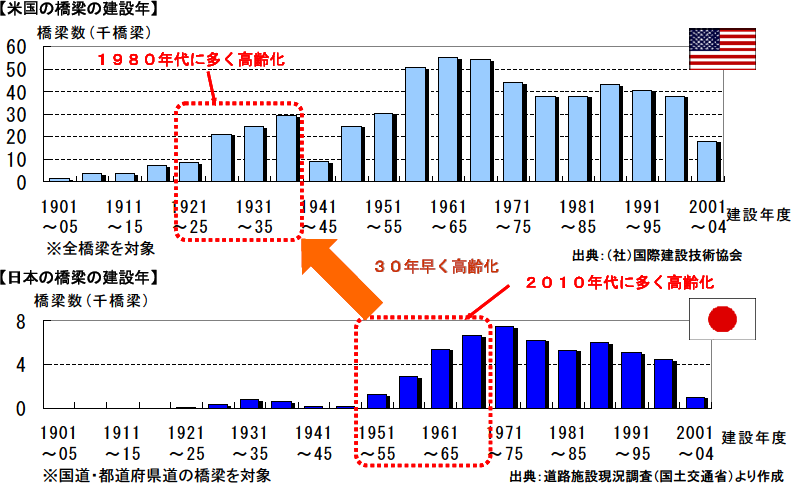 【米国の橋梁の建設年】
橋梁数(千橋梁)
１９８０年代に多く高齢化
60
50
40
30
20
10
0
1901 1911 1921 1931 1941 1951 1961 1971 1981 1991 2001 建設年度
～05 ～15 ～25 ～35 ～45 ～55 ～65 ～75 ～85 ～95 ～04
※全橋梁を対象
出典：（社）国際建設技術協会
３０年早く高齢化
【日本の橋梁の建設年】
２０１０年代に多く高齢化
橋梁数(千橋梁)
8
4
0
1901 1911 1921 1931 1941 1951 1961 1971 1981 1991 2001 建設年度
～05 ～15 ～25 ～35 ～45 ～55 ～65 ～75 ～85 ～95 ～04
※国道・都道府県道の橋梁を対象
出典：道路施設現況調査（国土交通省）より作成